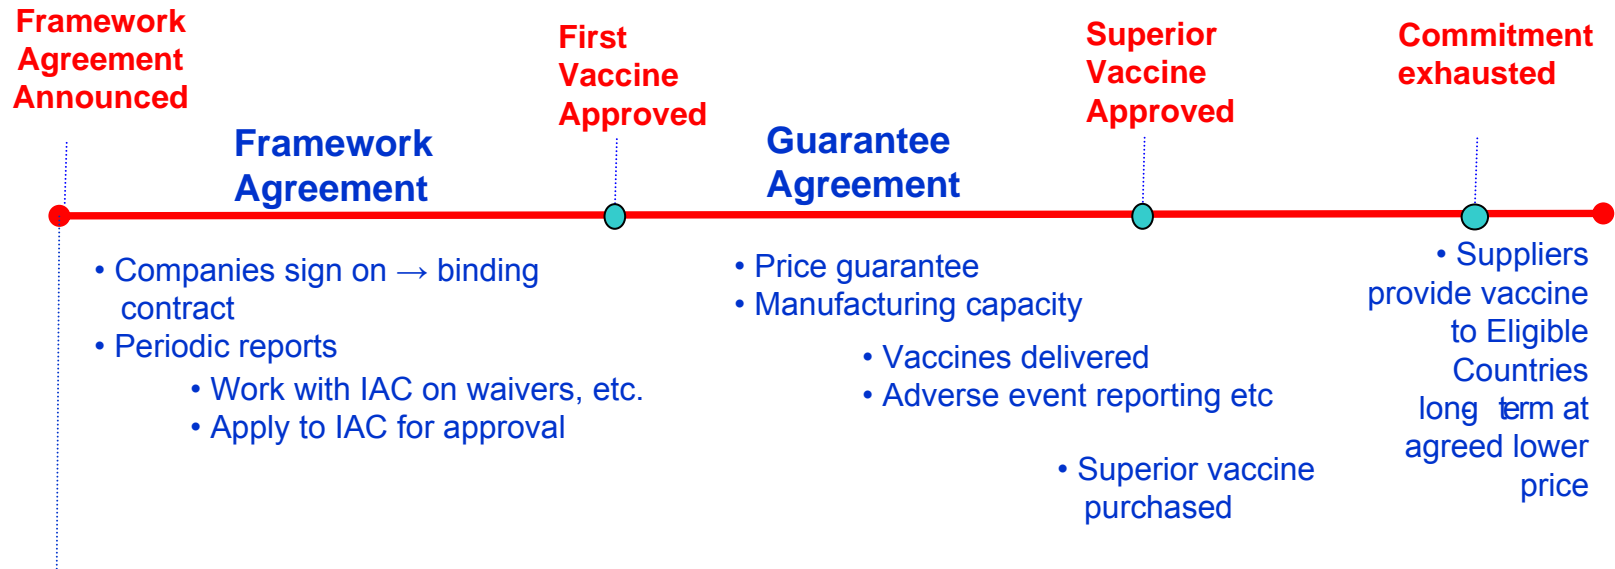 Framework
Agreement
Announced
First
Vaccine
Approved
Superior
Vaccine
Approved
Commitment
exhausted
Framework
Agreement
Guarantee
Agreement
• Companies sign on → binding
contract
• Periodic reports
• Work with IAC on waivers, etc.
• Apply to IAC for approval
• Price guarantee
• Manufacturing capacity
• Vaccines delivered
• Adverse event reporting etc
• Superior vaccine
purchased
• Suppliers
provide vaccine
to Eligible
Countries
long-term at
agreed lower
price